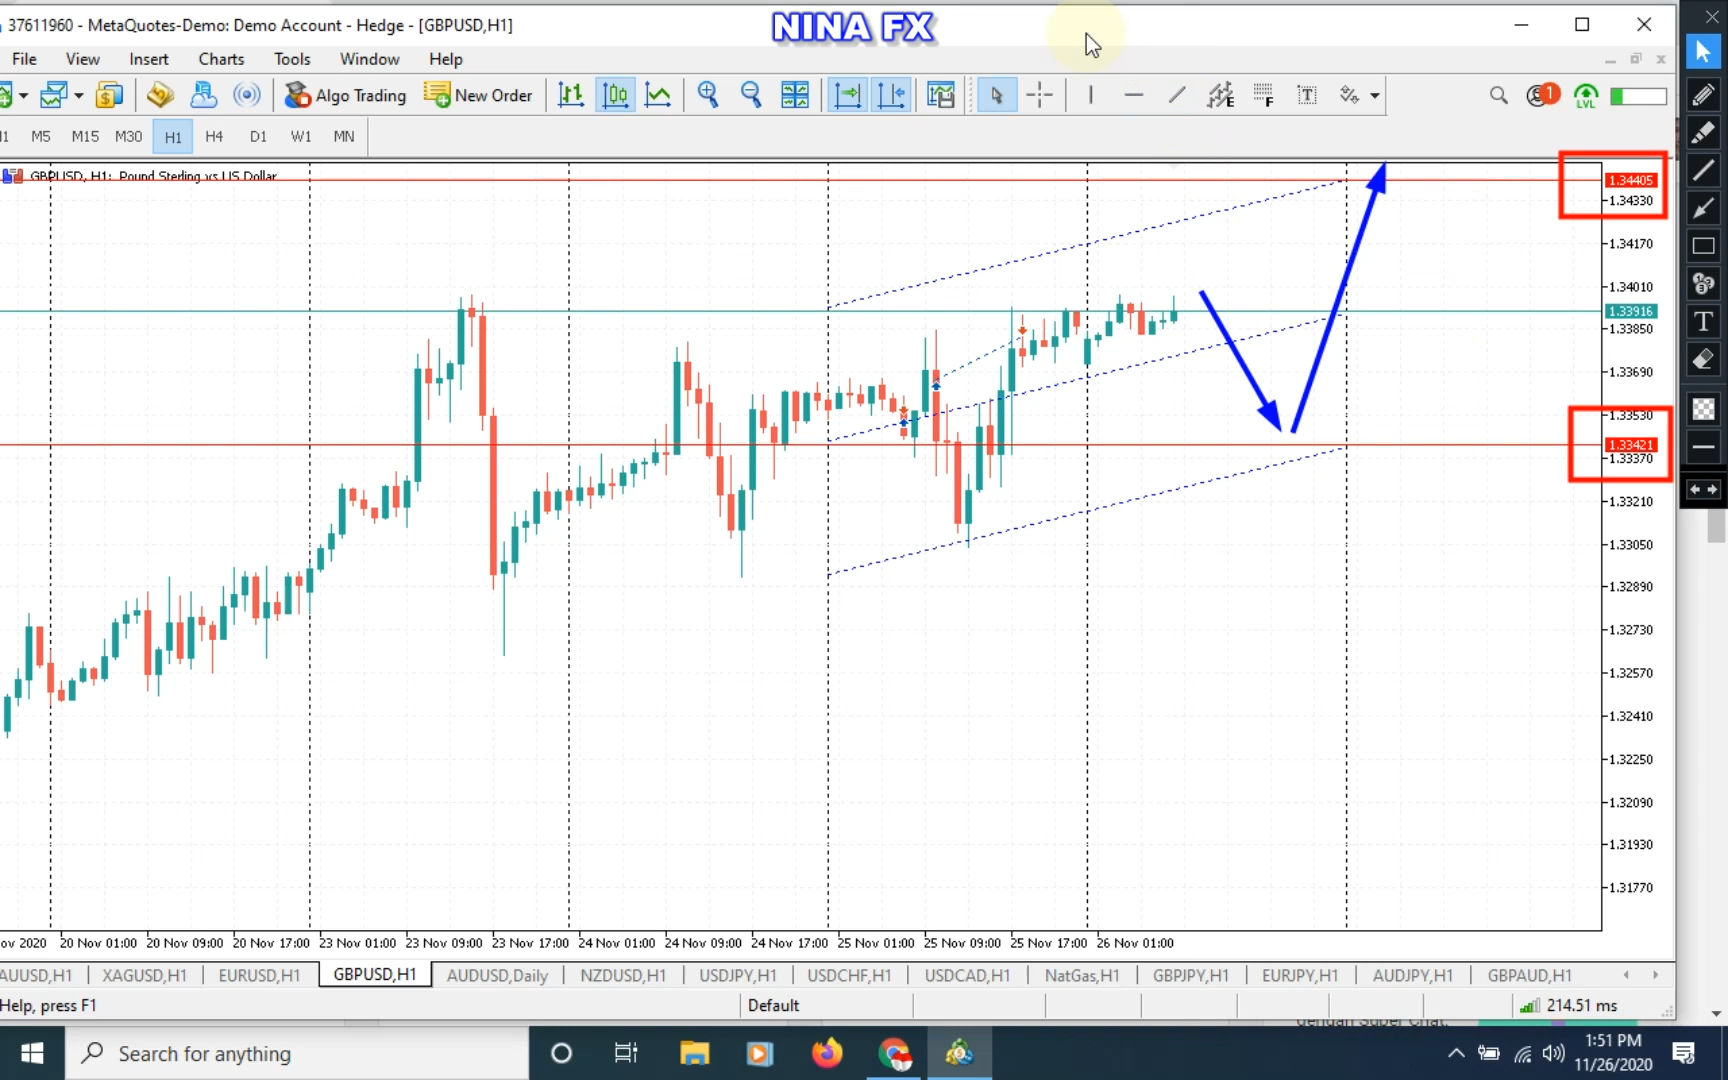 37611960 - MetaQuotes-Demo: Demo Account - Hedge - [GBPUSD,H1]
NINA FX
File View Insert Charts Tools Window Help
Algo Trading New Order
1
LVL
M5 M15 M30 H1 H4 D1 W1 MN
GBPUSD, H1: Pound Sterling vs US Dollar
1.34405
1.34330
1.34170
1.34010
1.33916
1.33850
1.33690
1.33530
1.33421
1.33370
1.33210
1.33050
1.32890
1.32730
1.32570
1.32410
1.32250
1.32090
1.31930
1.31770
ov 2020 20 Nov 01:00 20 Nov 09:00 20 Nov 17:00 23 Nov 01:00 23 Nov 09:00 23 Nov 17:00 24 Nov 01:00 24 Nov 09:00 24 Nov 17:00 25 Nov 01:00 25 Nov 09:00 25 Nov 17:00 26 Nov 01:00
AUUSD,H1 XAGUSD,H1 EURUSD,H1 GBPUSD,H1 AUDUSD,Daily NZDUSD,H1 USDJPY,H1 USDCHF,H1 USDCAD,H1 NatGas,H1 GBPJPY,H1 EURJPY,H1 AUDJPY,H1 GBPAUD,H1
Help, press F1 Default 214.51 ms
dengan Super Chat.
Search for anything
1:51 PM
11/26/2020